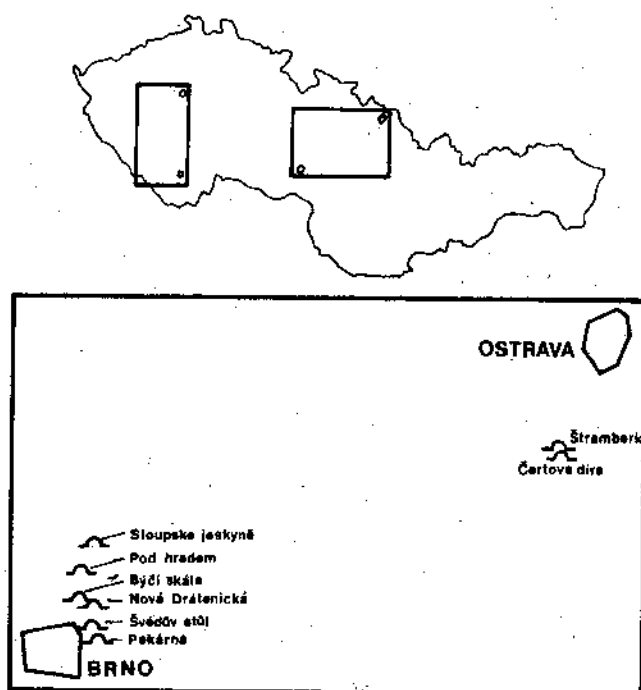 OSTRAVA
Štramberk
Čertova díra
Sloupske jeskyně
Pod hradem
Býčí skála
Nová Drátenická
Švédův stůl
Pekárna
BRNO